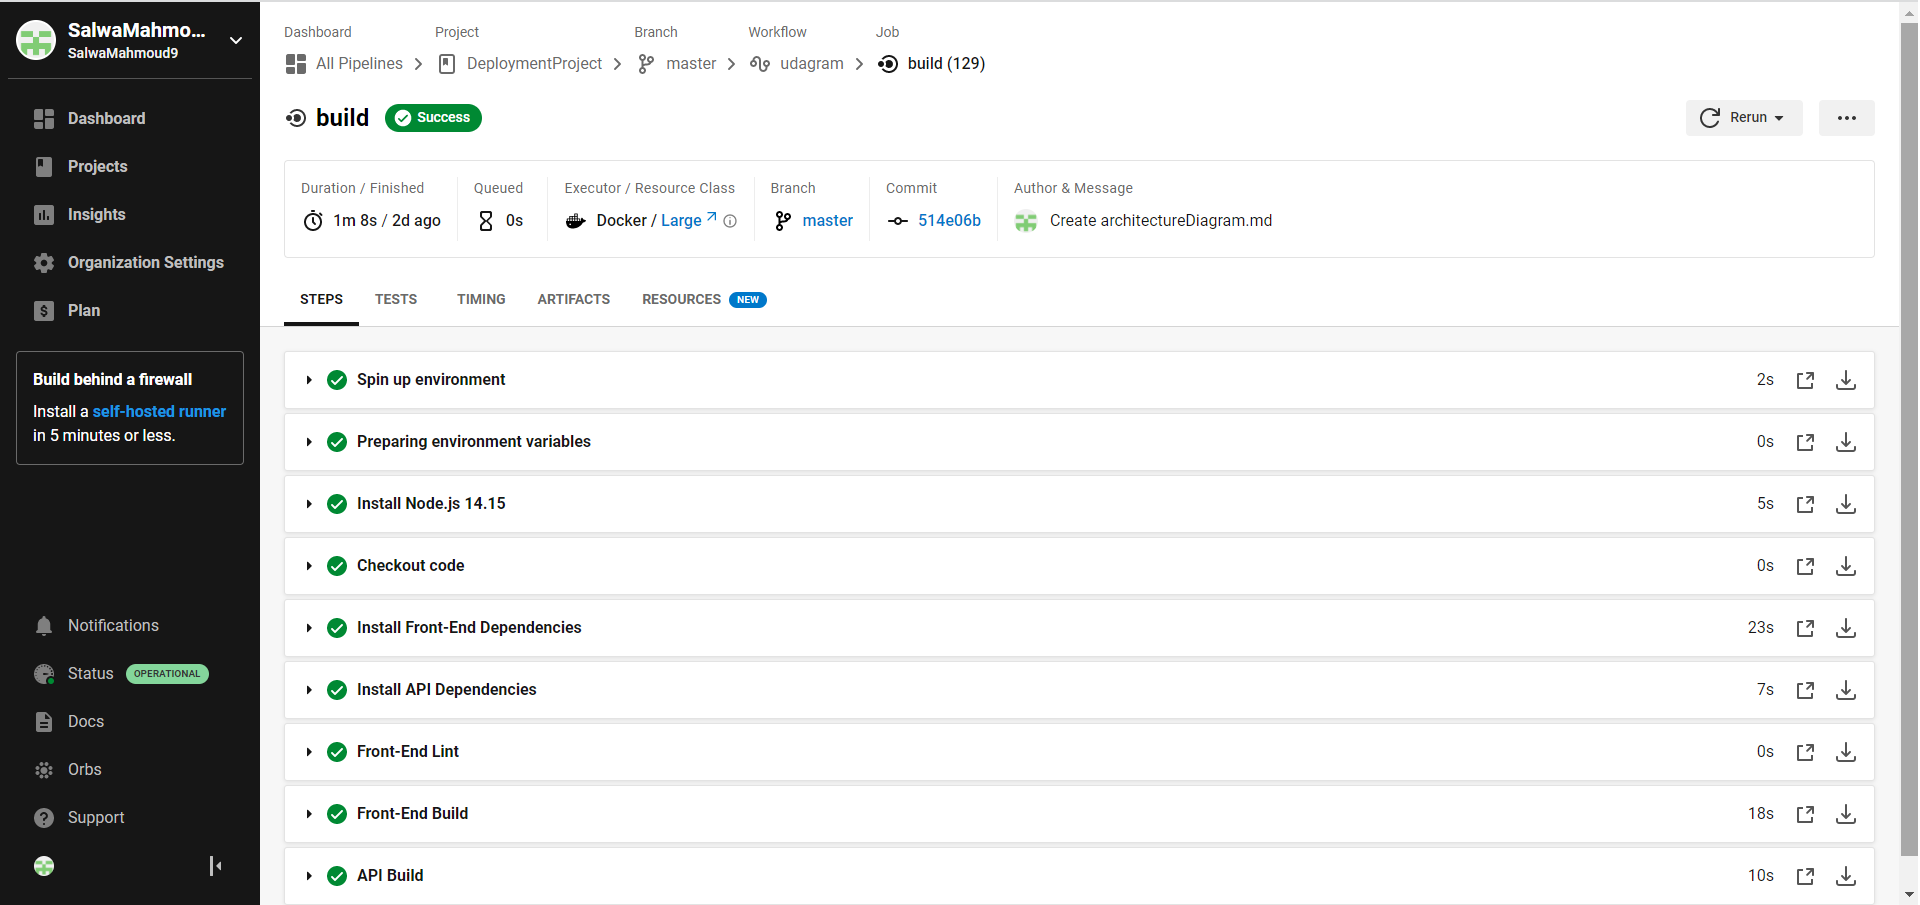 SalwaMahmo...
SalwaMahmoud9
Dashboard
Projects
Insights
Organization Settings
Plan
Build behind a firewall
Install a self-hosted runner
in 5 minutes or less.
Notifications
Status OPERATIONAL
Docs
Orbs
Support
Dashboard Project Branch Workflow Job
All Pipelines DeploymentProject master udagram build (129)
build Success Rerun
Duration / Finished Queued Executor / Resource Class Branch Commit Author & Message
1m 8s / 2d ago 0s Docker / Large master 514e06b Create architectureDiagram.md
STEPS TESTS TIMING ARTIFACTS RESOURCES NEW
Spin up environment 2s
Preparing environment variables 0s
Install Node.js 14.15 5s
Checkout code 0s
Install Front-End Dependencies 23s
Install API Dependencies 7s
Front-End Lint 0s
Front-End Build 18s
API Build 10s